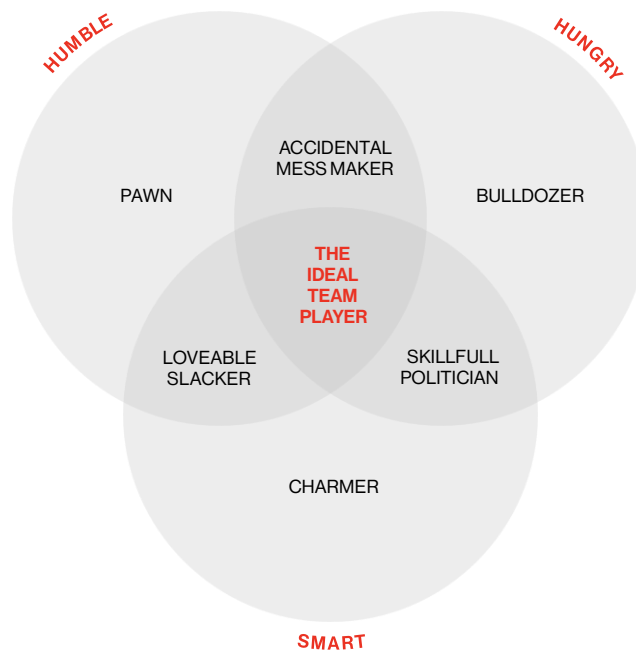 HUMBLE
HUNGRY
ACCIDENTAL
MESS MAKER
PAWN
BULLDOZER
THE
IDEAL
TEAM
PLAYER
LOVEABLE
SLACKER
SKILLFULL
POLITICIAN
CHARMER
SMART